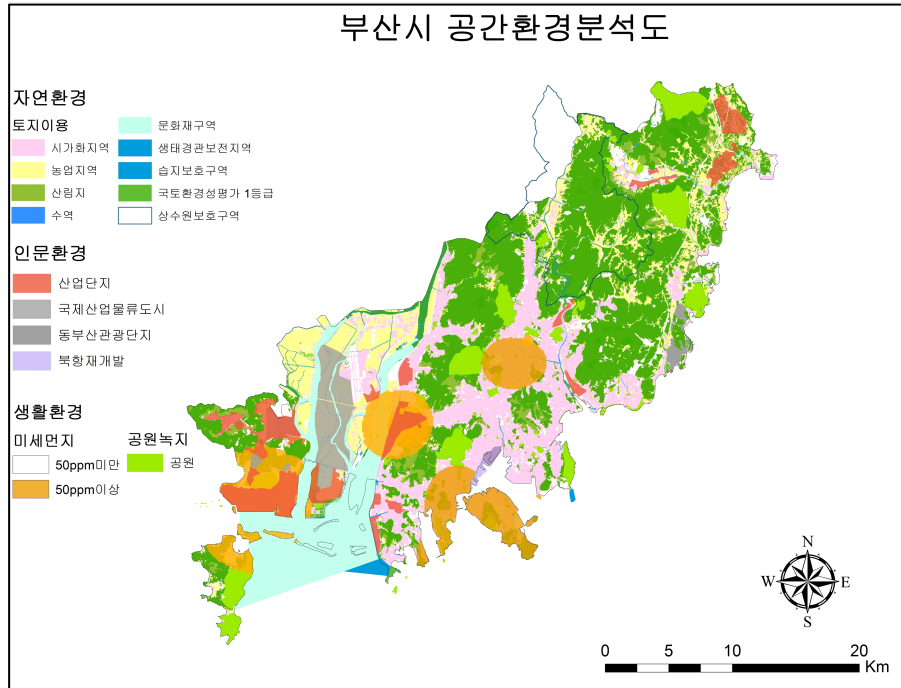 부산시 공간환경분석도
자연환경
토지이용
시가화지역
농업지역
산림지
수역
문화재구역
생태경관보전지역
습지보호구역
국토환경성평가 1등급
상수원보호구역
인문환경
산업단지
국제산업물류도시
동부산관광단지
북항재개발
생활환경
미세먼지
50ppm미만
50ppm이상
공원녹지
공원
N
W E
S
0 5 10 20
Km